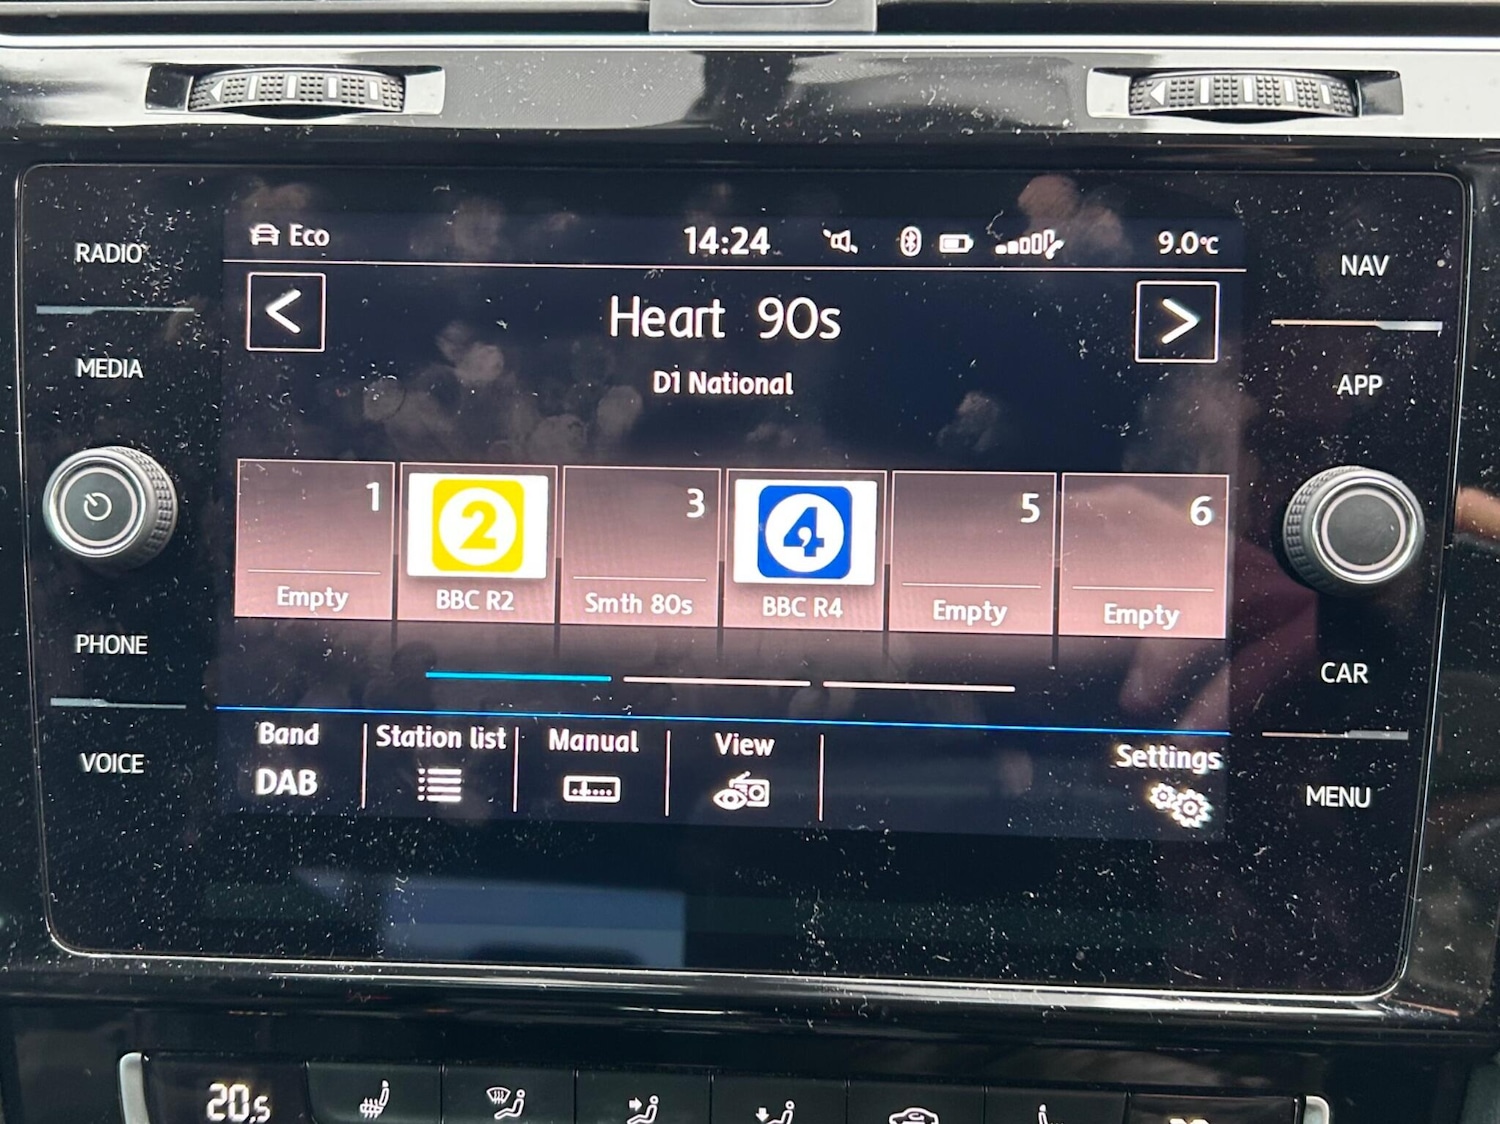 Eco 14:24 9.0°C
RADIO
NAV
< Heart 90s >
MEDIA
D1 National
APP
1 2 3 4 5 6
Empty BBC R2 Smth 80s BBC R4 Empty Empty
PHONE
CAR
Band Station list Manual View Settings
DAB
VOICE
MENU
20.5